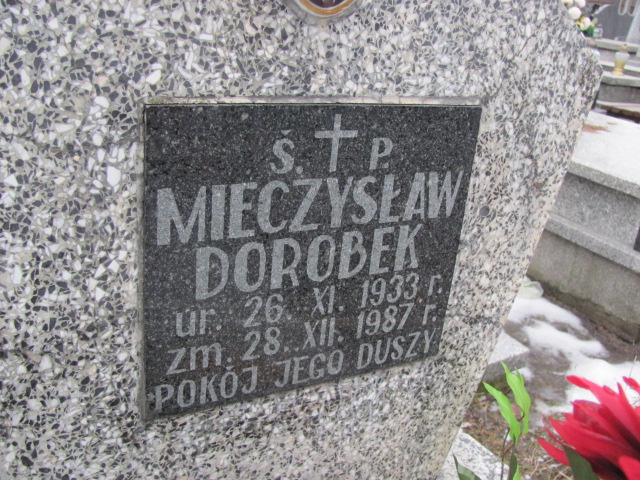 Ś. P.
MIECZYSŁAW
DOROBEK
ur. 26. XI. 1933 r.
zm. 28. XII. 1987 r.
POKÓJ JEGO DUSZY